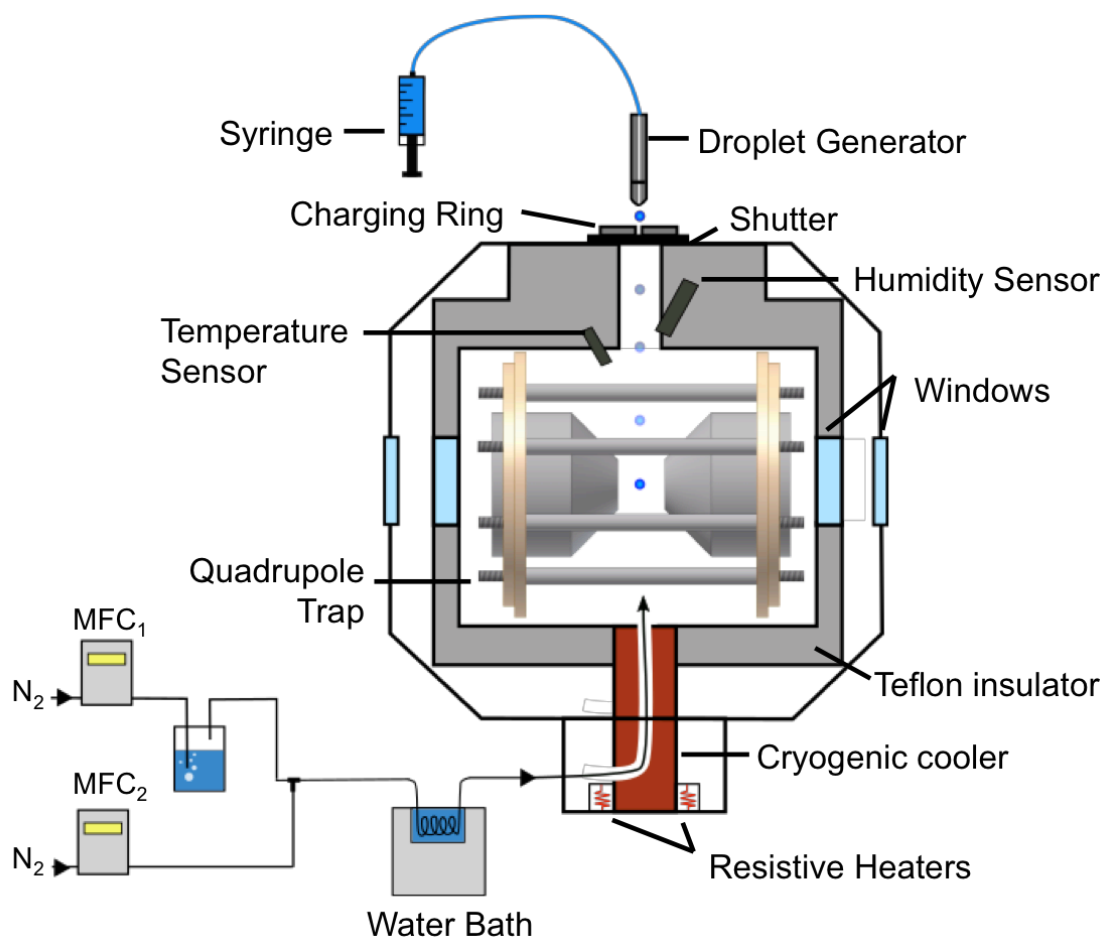 Syringe
Droplet Generator
Charging Ring
Shutter
Humidity Sensor
Temperature
Sensor
Windows
Quadrupole
Trap
MFC₁
N₂
Teflon insulator
Cryogenic cooler
MFC₂
N₂
Resistive Heaters
Water Bath